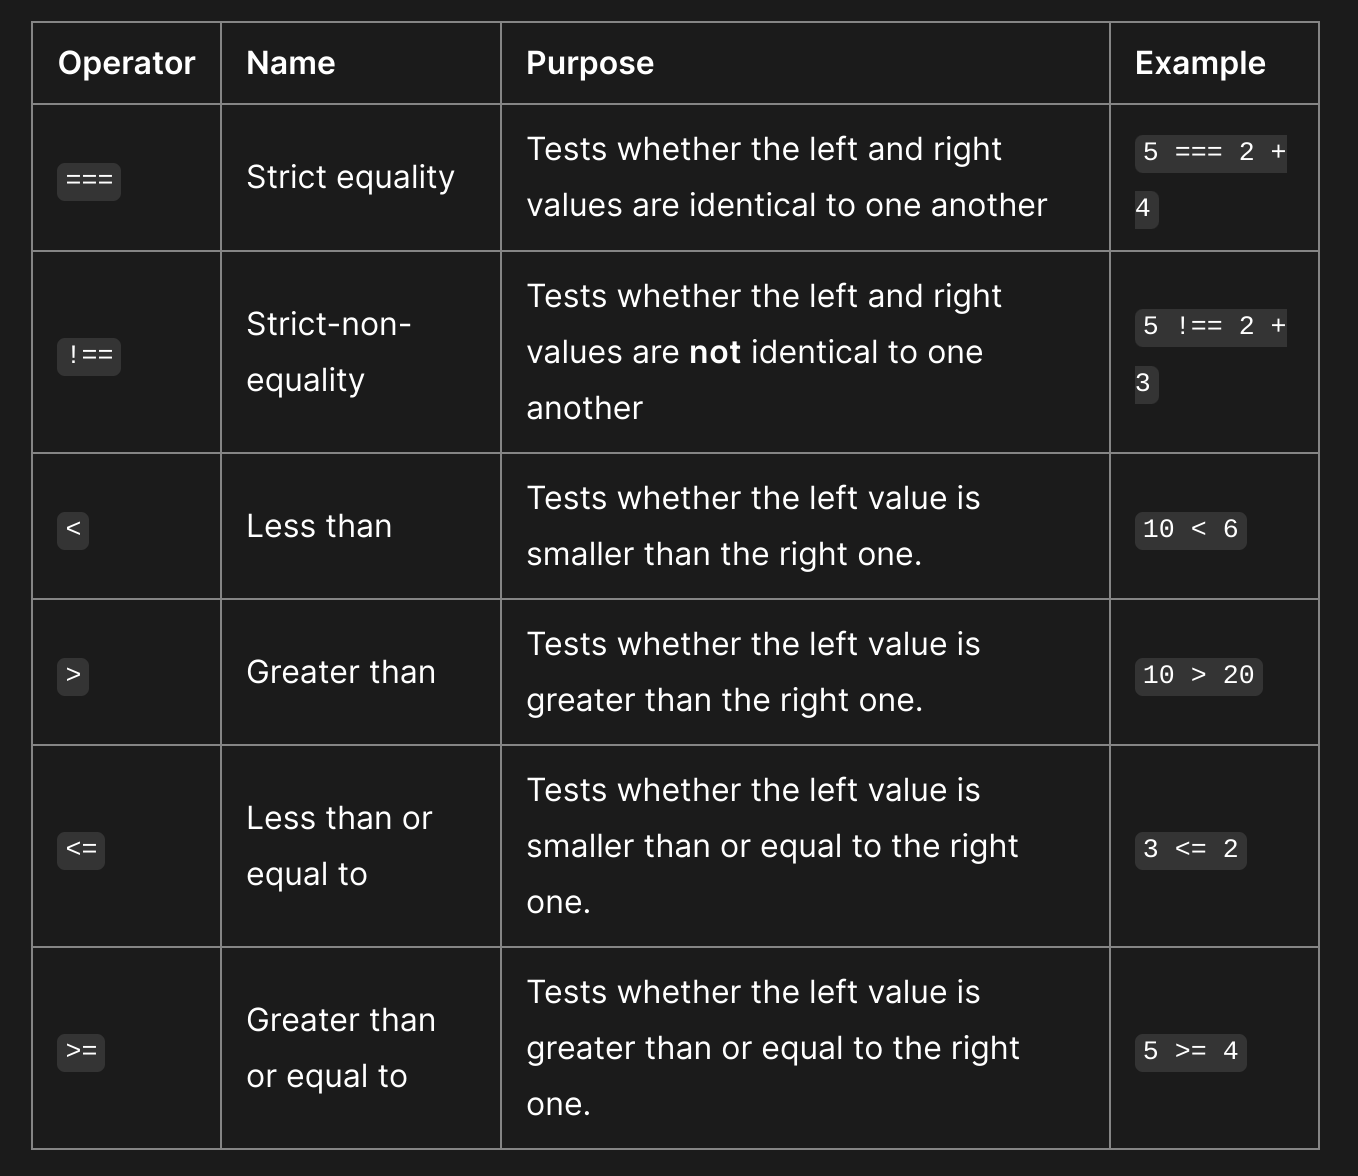 Operator Name Purpose Example
===
Strict equality
Tests whether the left and right
values are identical to one another
5 === 2 +
4
!==
Strict-non-
equality
Tests whether the left and right
values are not identical to one
another
5 !== 2 +
3
<
Less than
Tests whether the left value is
smaller than the right one.
10 < 6
>
Greater than
Tests whether the left value is
greater than the right one.
10 > 20
<=
Less than or
equal to
Tests whether the left value is
smaller than or equal to the right
one.
3 <= 2
>=
Greater than
or equal to
Tests whether the left value is
greater than or equal to the right
one.
5 >= 4